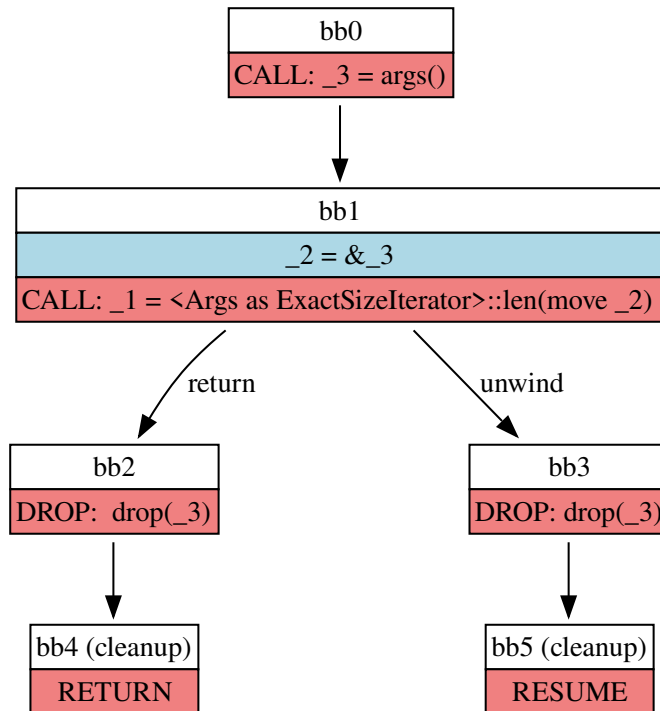 bb0
CALL: _3 = args()
bb1
_2 = &_3
CALL: _1 = <Args as ExactSizeIterator>::len(move _2)
return
unwind
bb2
DROP:  drop(_3)
bb3
DROP: drop(_3)
bb4 (cleanup)
RETURN
bb5 (cleanup)
RESUME